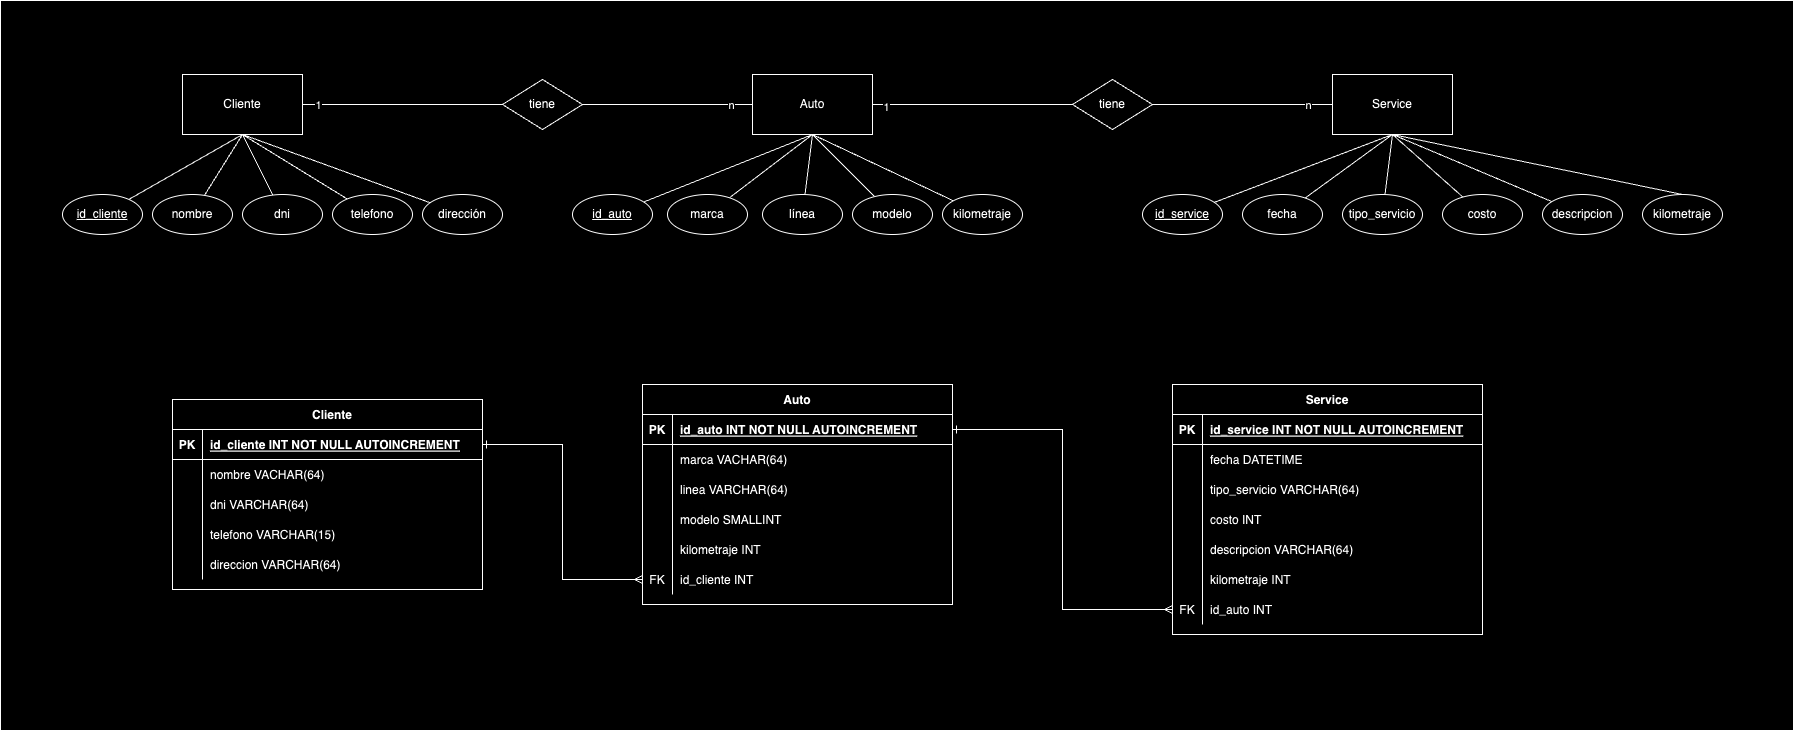 Cliente
1
tiene
n
Auto
1
tiene
n
Service
id_cliente
nombre
dni
telefono
dirección
id_auto
marca
línea
modelo
kilometraje
id_service
fecha
tipo_servicio
costo
descripcion
kilometraje
Cliente
PK id_cliente INT NOT NULL AUTOINCREMENT
nombre VACHAR(64)
dni VARCHAR(64)
telefono VARCHAR(15)
direccion VARCHAR(64)
Auto
PK id_auto INT NOT NULL AUTOINCREMENT
marca VACHAR(64)
linea VARCHAR(64)
modelo SMALLINT
kilometraje INT
FK id_cliente INT
Service
PK id_service INT NOT NULL AUTOINCREMENT
fecha DATETIME
tipo_servicio VARCHAR(64)
costo INT
descripcion VARCHAR(64)
kilometraje INT
FK id_auto INT